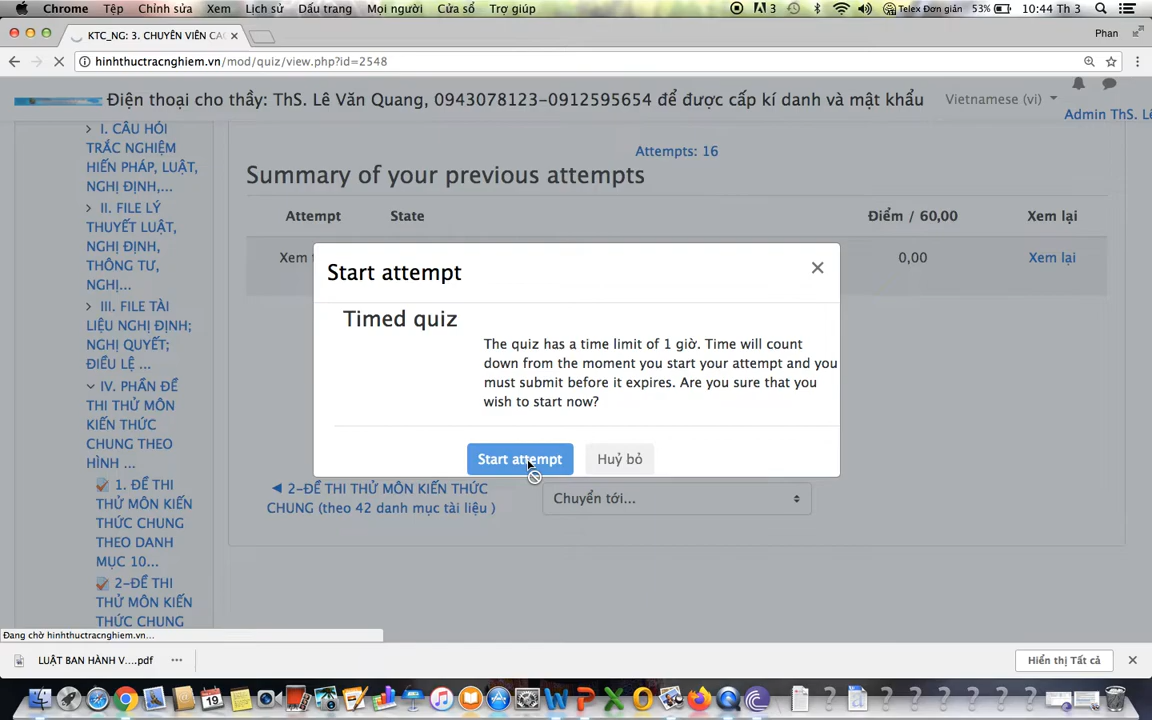 Chrome Tệp Chỉnh sửa Xem Lịch sử Dấu trang Mọi người Cửa sổ Trợ giúp 3 Telex Đơn giản 53% 10:44 Th 3
KTC_NG: 3. CHUYÊN VIÊN CA Phan
hinhthuctracnghiem.vn/mod/quiz/view.php?id=2548
Điện thoại cho thầy: ThS. Lê Văn Quang, 0943078123-0912595654 để được cấp kí danh và mật khẩu Vietnamese (vi)
Admin ThS. Lê
I. CÂU HỎI
TRẮC NGHIỆM
HIẾN PHÁP, LUẬT,
NGHỊ ĐỊNH,...
II. FILE LÝ
THUYẾT LUẬT,
NGHỊ ĐỊNH,
THÔNG TƯ,
NGHỊ...
III. FILE TÀI
LIỆU NGHỊ ĐỊNH;
NGHỊ QUYẾT;
ĐIỀU LỆ ...
IV. PHẦN ĐỀ
THI THỬ MÔN
KIẾN THỨC
CHUNG THEO
HÌNH ...
1. ĐỀ THI
THỬ MÔN KIẾN
THỨC CHUNG
THEO DANH
MỤC 10...
2-ĐỀ THI
THỬ MÔN KIẾN
THỨC CHUNG
Attempts: 16
Summary of your previous attempts
Attempt State Điểm / 60,00 Xem lại
Xem 0,00 Xem lại
Start attempt ×
Timed quiz
The quiz has a time limit of 1 giờ. Time will count
down from the moment you start your attempt and you
must submit before it expires. Are you sure that you
wish to start now?
Start attempt Huỷ bỏ
◄ 2-ĐỀ THI THỬ MÔN KIẾN THỨC
CHUNG (theo 42 danh mục tài liệu )
Chuyển tới...
Đang chờ hinhthuctracnghiem.vn...
LUẬT BAN HÀNH V....pdf Hiển thị Tất cả
19